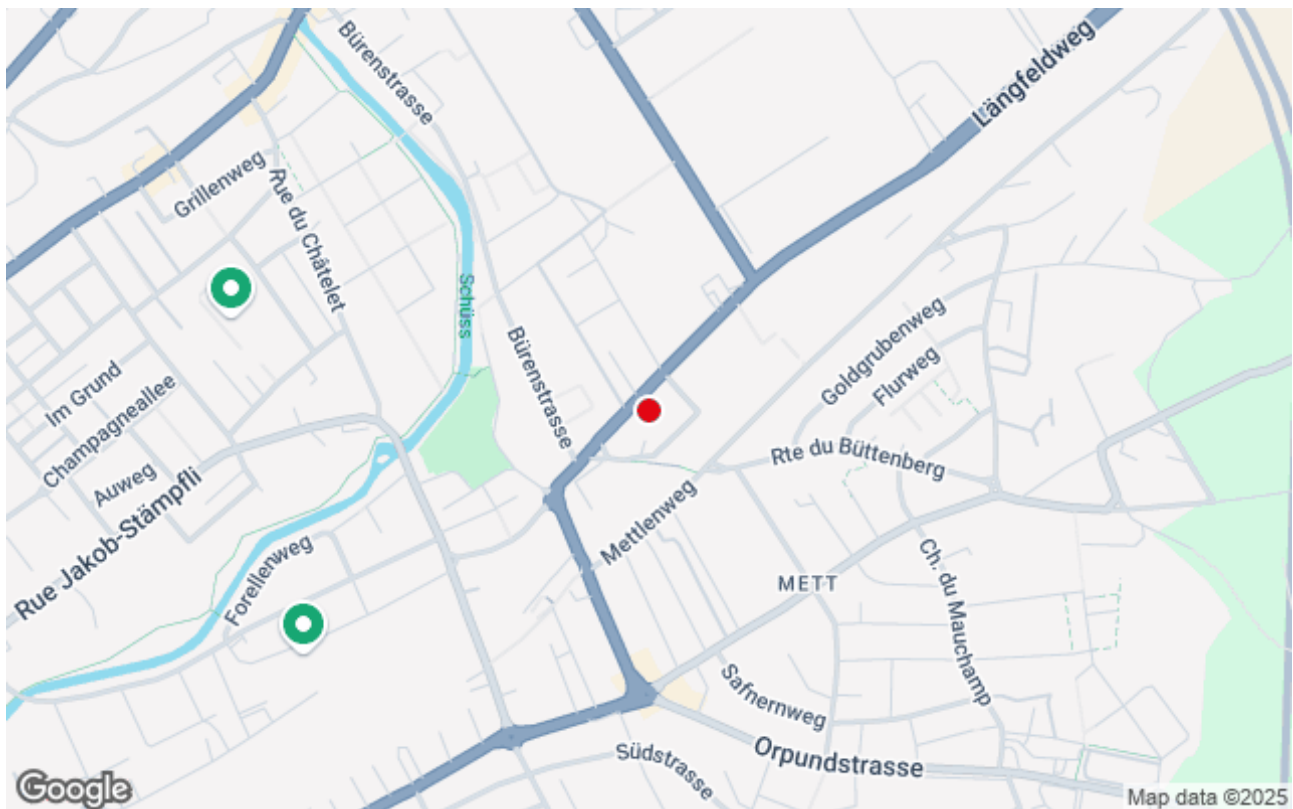 Bürenstrasse
Längfeldweg
Grillenweg
Rue du Châtelet
Schüss
Bürenstrasse
Goldgrubenweg
Flurweg
Im Grund
Champagneallee
Auweg
Rue Jakob-Stämpfli
Rte du Büttenberg
Mettlenweg
Forellenweg
METT
Ch. du Mauchamp
Safnernweg
Orpundstrasse
Südstrasse
Google
Map data ©2025